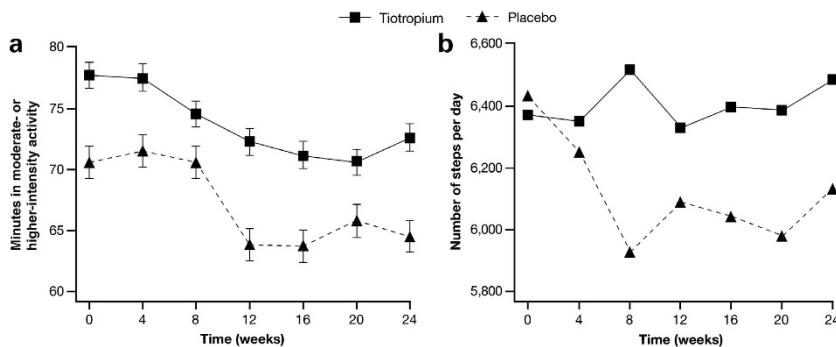 Tiotropium Placebo
a
80
75
70
65
60
Minutes in moderate- or
higher-intensity activity
0 4 8 12 16 20 24
Time (weeks)
b
6,600
6,400
6,200
6,000
5,800
Number of steps per day
0 4 8 12 16 20 24
Time (weeks)